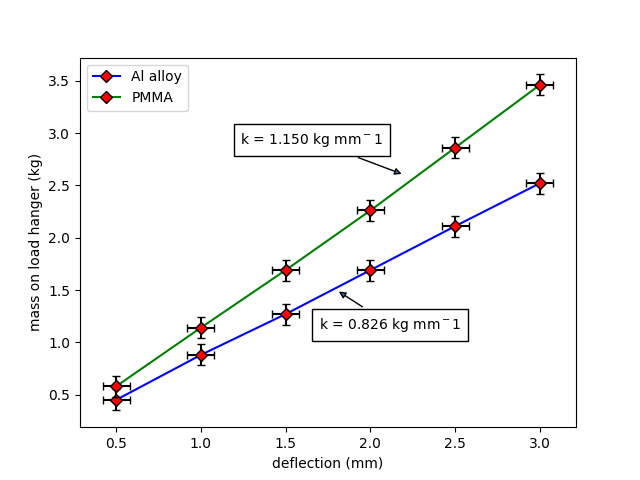 Al alloy
PMMA
k = 1.150 kg mm⁻1
k = 0.826 kg mm⁻1
mass on load hanger (kg)
3.5
3.0
2.5
2.0
1.5
1.0
0.5
0.5 1.0 1.5 2.0 2.5 3.0
deflection (mm)